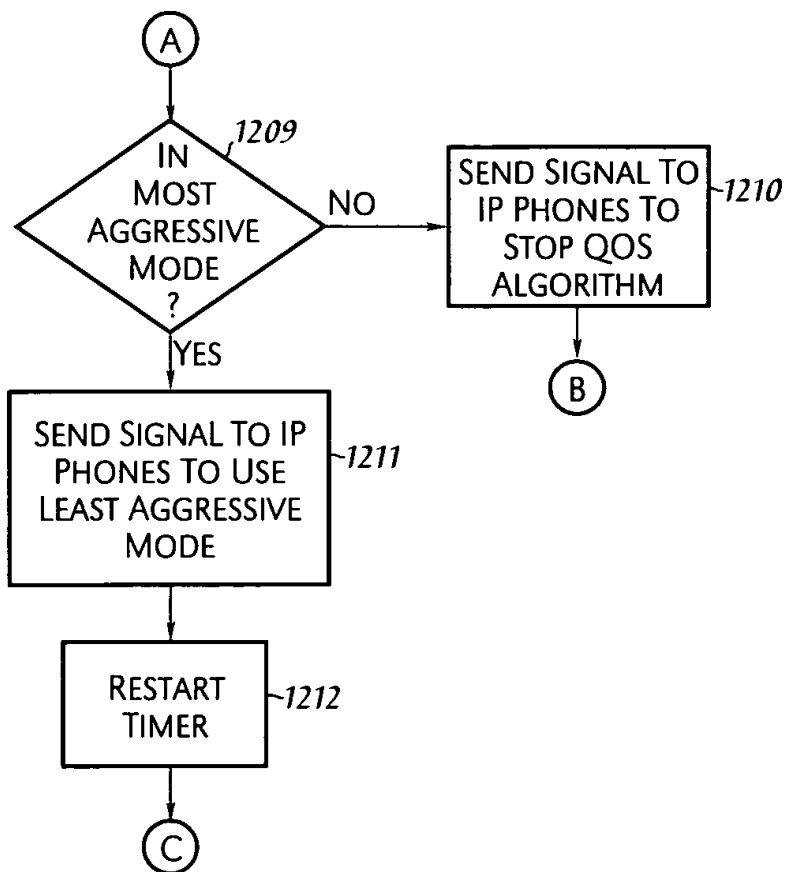 A
1209
IN
MOST
AGGRESSIVE
MODE
?
NO
SEND SIGNAL TO
IP PHONES TO
STOP QOS
ALGORITHM
1210
B
YES
SEND SIGNAL TO IP
PHONES TO USE
LEAST AGGRESSIVE
MODE
1211
RESTART
TIMER
1212
C